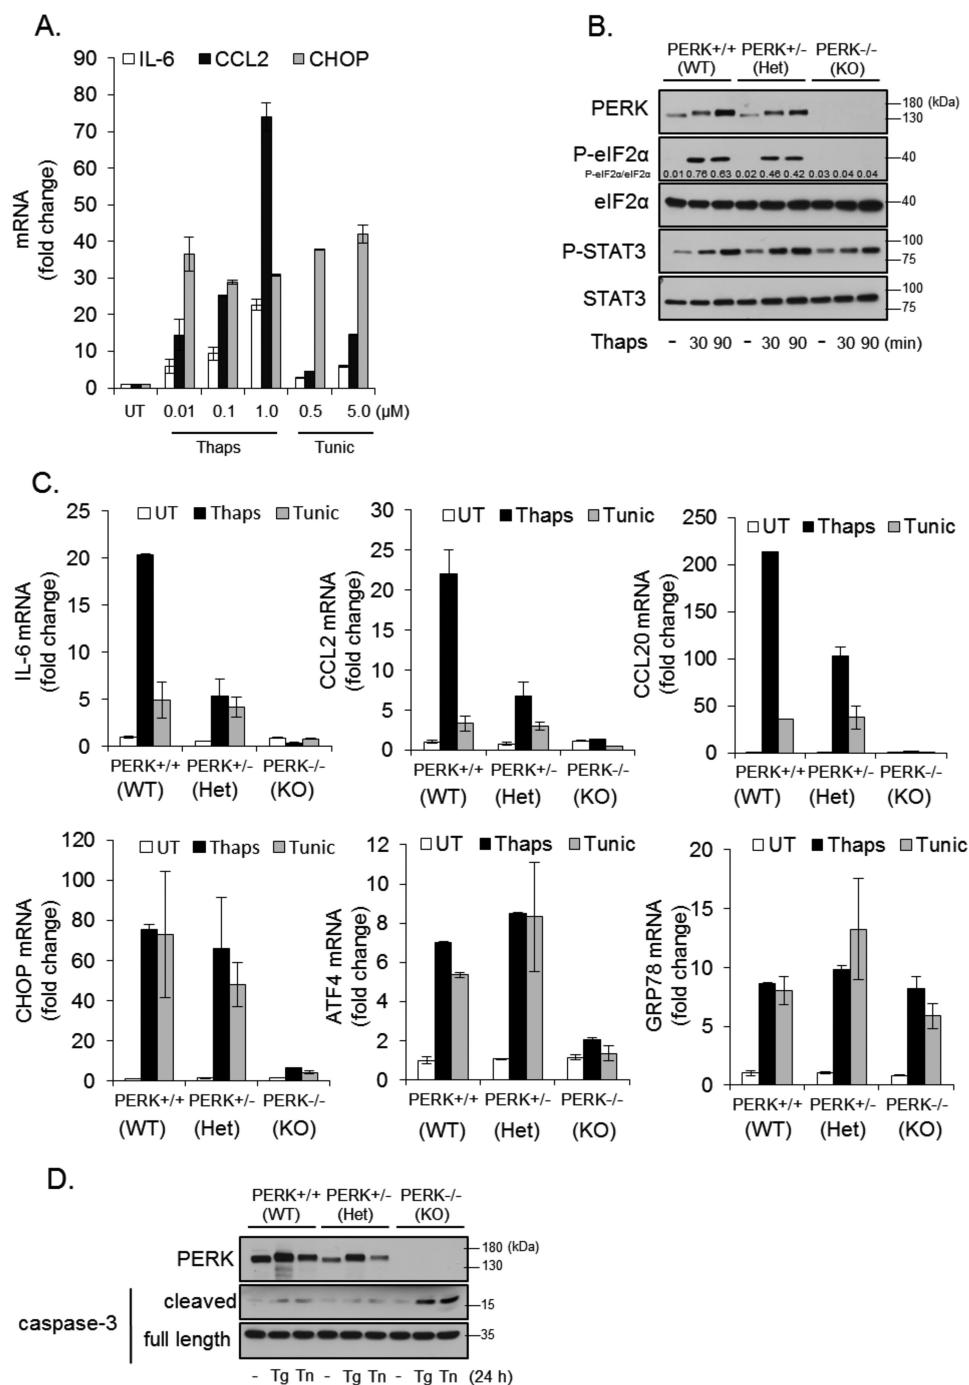 A.
IL-6 CCL2 CHOP
90
80
70
60
50
40
30
20
10
0
mRNA
(fold change)
UT 0.01 0.1 1.0 0.5 5.0 (µM)
Thaps Tunic
B.
PERK+/+ PERK+/- PERK-/-
(WT) (Het) (KO)
PERK
180 (kDa)
130
P-eIF2α
40
P-eIF2α/eIF2α 0.01 0.76 0.63 0.02 0.46 0.42 0.03 0.04 0.04
eIF2α
40
P-STAT3
100
75
STAT3
100
75
Thaps - 30 90 - 30 90 - 30 90 (min)
C.
UT Thaps Tunic
25
20
15
10
5
0
IL-6 mRNA
(fold change)
PERK+/+ PERK+/- PERK-/-
(WT) (Het) (KO)
UT Thaps Tunic
30
25
20
15
10
5
0
CCL2 mRNA
(fold change)
PERK+/+ PERK+/- PERK-/-
(WT) (Het) (KO)
UT Thaps Tunic
250
200
150
100
50
0
CCL20 mRNA
(fold change)
PERK+/+ PERK+/- PERK-/-
(WT) (Het) (KO)
UT Thaps Tunic
120
100
80
60
40
20
0
CHOP mRNA
(fold change)
PERK+/+ PERK+/- PERK-/-
(WT) (Het) (KO)
UT Thaps Tunic
12
10
8
6
4
2
0
ATF4 mRNA
(fold change)
PERK+/+ PERK+/- PERK-/-
(WT) (Het) (KO)
UT Thaps Tunic
20
15
10
5
0
GRP78 mRNA
(fold change)
PERK+/+ PERK+/- PERK-/-
(WT) (Het) (KO)
D.
PERK+/+ PERK+/- PERK-/-
(WT) (Het) (KO)
PERK
180 (kDa)
130
caspase-3
cleaved
15
full length
35
- Tg Tn - Tg Tn - Tg Tn (24 h)